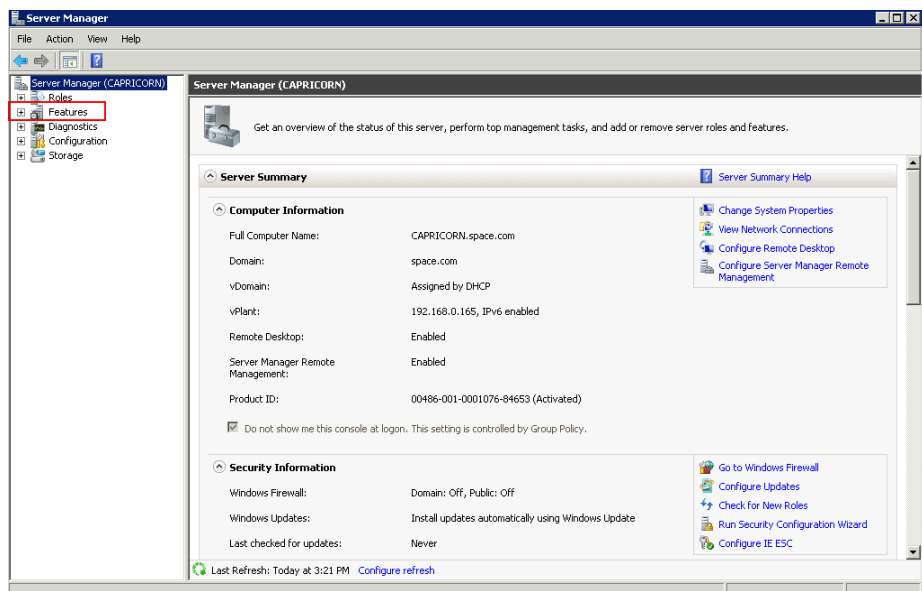 Server Manager
File Action View Help
Server Manager (CAPRICORN)
Roles
Features
Diagnostics
Configuration
Storage
Server Manager (CAPRICORN)
Get an overview of the status of this server, perform top management tasks, and add or remove server roles and features.
Server Summary
Server Summary Help
Computer Information
Full Computer Name: CAPRICORN.space.com
Domain: space.com
vDomain: Assigned by DHCP
vPlant: 192.168.0.165, IPv6 enabled
Remote Desktop: Enabled
Server Manager Remote Enabled
Management:
Product ID: 00486-001-0001076-84653 (Activated)
Do not show me this console at logon. This setting is controlled by Group Policy.
Change System Properties
View Network Connections
Configure Remote Desktop
Configure Server Manager Remote
Management
Security Information
Windows Firewall: Domain: Off, Public: Off
Windows Updates: Install updates automatically using Windows Update
Last checked for updates: Never
Go to Windows Firewall
Configure Updates
Check for New Roles
Run Security Configuration Wizard
Configure IE ESC
Last Refresh: Today at 3:21 PM Configure refresh